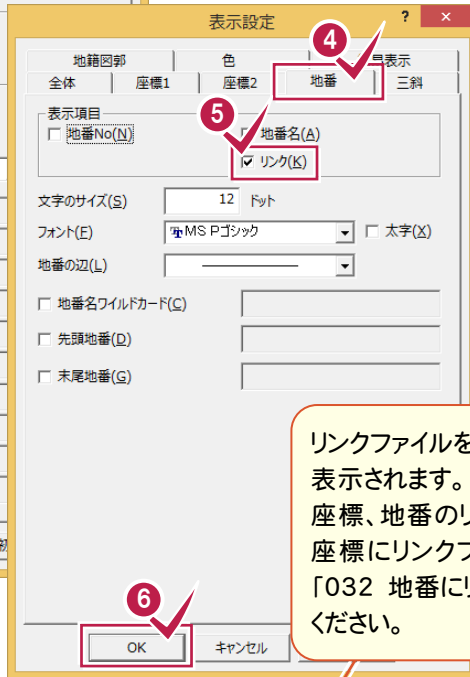 表示設定
? ×
4
地籍図郭 色 表示
全体 座標1 座標2 地番 三斜
表示項目
5
地番No(N) 地番名(A)
リンク(K)
文字のサイズ(S) 12 ドット
フォント(F) MS Pゴシック 太字(X)
地番の辺(L)
地番名ワイルドカード(C)
先頭地番(D)
末尾地番(G)
リンクファイルを
表示されます。
座標、地番のリ
座標にリンクフ
「032 地番にリ
ください。
6
OK キャンセル